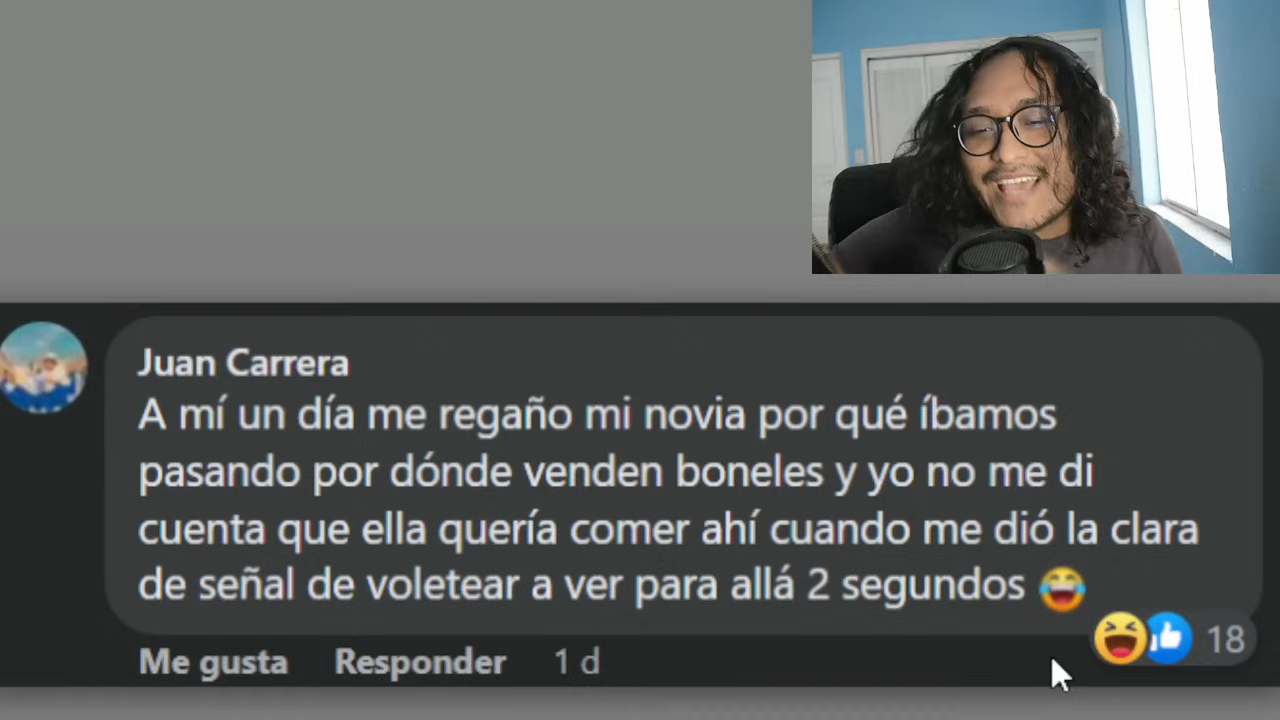 Juan Carrera
A mí un día me regaño mi novia por qué íbamos
pasando por dónde venden boneles y yo no me di
cuenta que ella quería comer ahí cuando me dió la clara
de señal de voletear a ver para allá 2 segundos 😂
Me gusta Responder 1 d
18